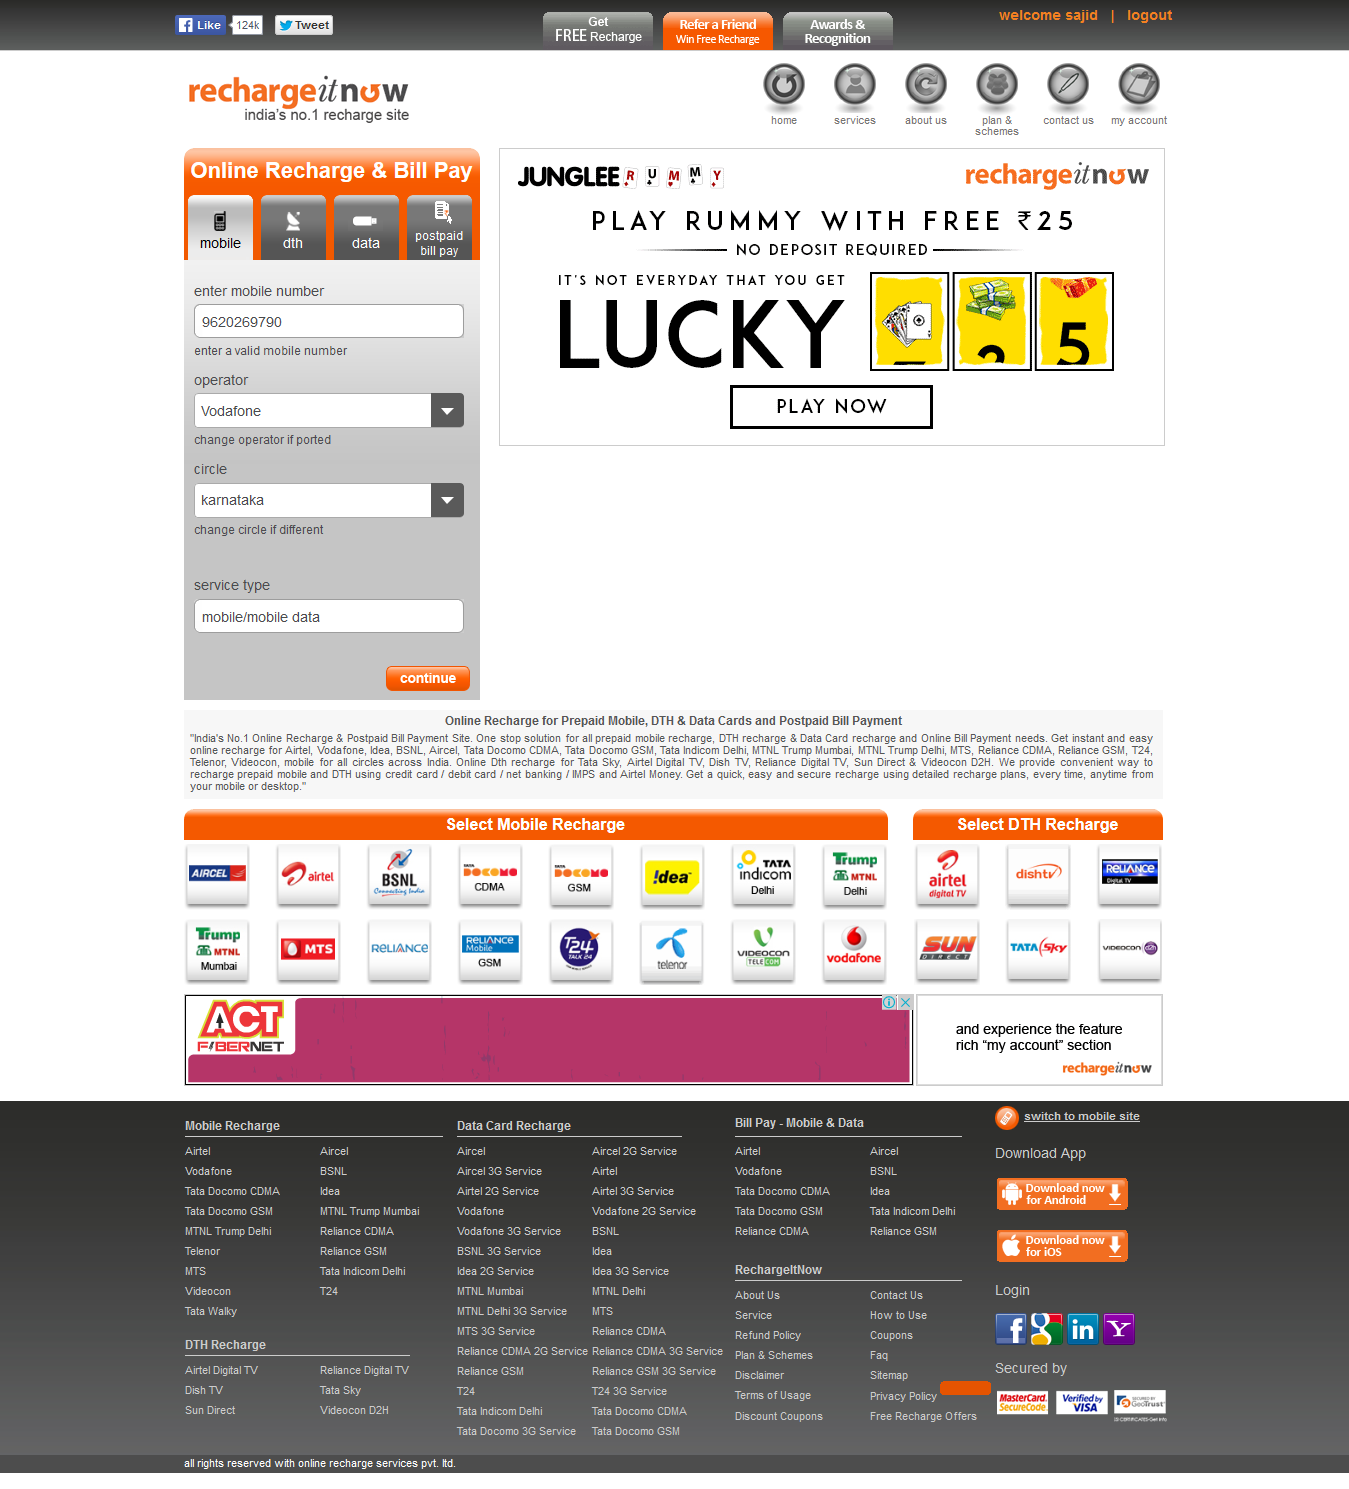 Like
124k
Tweet
Get
FREE Recharge
Refer a Friend
Win Free Recharge
Awards &
Recognition
welcome sajid | logout
rechargeitnow
india's no.1 recharge site
home
services
about us
plan &
schemes
contact us
my account
Online Recharge & Bill Pay
mobile
dth
data
postpaid
bill pay
enter mobile number
9620269790
enter a valid mobile number
operator
Vodafone
change operator if ported
circle
karnataka
change circle if different
service type
mobile/mobile data
continue
JUNGLEE RUMMY
rechargeitnow
PLAY RUMMY WITH FREE ₹25
NO DEPOSIT REQUIRED
IT'S NOT EVERYDAY THAT YOU GET
LUCKY
5
PLAY NOW
Online Recharge for Prepaid Mobile, DTH & Data Cards and Postpaid Bill Payment
"India's No.1 Online Recharge & Postpaid Bill Payment Site. One stop solution for all prepaid mobile recharge, DTH recharge & Data Card recharge and Online Bill Payment needs. Get instant and easy
online recharge for Airtel, Vodafone, Idea, BSNL, Aircel, Tata Docomo CDMA, Tata Docomo GSM, Tata Indicom Delhi, MTNL Trump Mumbai, MTNL Trump Delhi, MTS, Reliance CDMA, Reliance GSM, T24,
Telenor, Videocon, mobile for all circles across India. Online Dth recharge for Tata Sky, Airtel Digital TV, Dish TV, Reliance Digital TV, Sun Direct & Videocon D2H. We provide convenient way to
recharge prepaid mobile and DTH using credit card / debit card / net banking / IMPS and Airtel Money. Get a quick, easy and secure recharge using detailed recharge plans, every time, anytime from
your mobile or desktop."
Select Mobile Recharge
AIRCEL
airtel
BSNL
Connecting India
TATA
DOCOMO
CDMA
TATA
DOCOMO
GSM
!dea
TATA
indicom
Delhi
Trump
MTNL
Delhi
Trump
MTNL
Mumbai
MTS
RELIANCE
RELIANCE
Mobile
GSM
T24
TALK 24
telenor
VIDEOCON
TELECOM
vodafone
Select DTH Recharge
airtel
digital TV
dishtv
RELIANCE
Digital TV
SUN
DIRECT
TATA Sky
VIDEOCON d2h
ACT
FIBERNET
and experience the feature
rich "my account" section
rechargeitnow
Mobile Recharge
Airtel Aircel
Vodafone BSNL
Tata Docomo CDMA Idea
Tata Docomo GSM MTNL Trump Mumbai
MTNL Trump Delhi Reliance CDMA
Telenor Reliance GSM
MTS Tata Indicom Delhi
Videocon T24
Tata Walky
DTH Recharge
Airtel Digital TV Reliance Digital TV
Dish TV Tata Sky
Sun Direct Videocon D2H
Data Card Recharge
Aircel Aircel 2G Service
Aircel 3G Service Airtel
Airtel 2G Service Airtel 3G Service
Vodafone Vodafone 2G Service
Vodafone 3G Service BSNL
BSNL 3G Service Idea
Idea 2G Service Idea 3G Service
MTNL Mumbai MTNL Delhi
MTNL Delhi 3G Service MTS
MTS 3G Service Reliance CDMA
Reliance CDMA 2G Service Reliance CDMA 3G Service
Reliance GSM Reliance GSM 3G Service
T24 T24 3G Service
Tata Indicom Delhi Tata Docomo CDMA
Tata Docomo 3G Service Tata Docomo GSM
Bill Pay - Mobile & Data
Airtel Aircel
Vodafone BSNL
Tata Docomo CDMA Idea
Tata Docomo GSM Tata Indicom Delhi
Reliance CDMA Reliance GSM
RechargeItNow
About Us Contact Us
Service How to Use
Refund Policy Coupons
Plan & Schemes Faq
Disclaimer Sitemap
Terms of Usage Privacy Policy
Discount Coupons Free Recharge Offers
switch to mobile site
Download App
Download now
for Android
Download now
for iOS
Login
Secured by
MasterCard.
SecureCode.
Verified by
VISA
SECURED BY
GeoTrust
all rights reserved with online recharge services pvt. ltd.